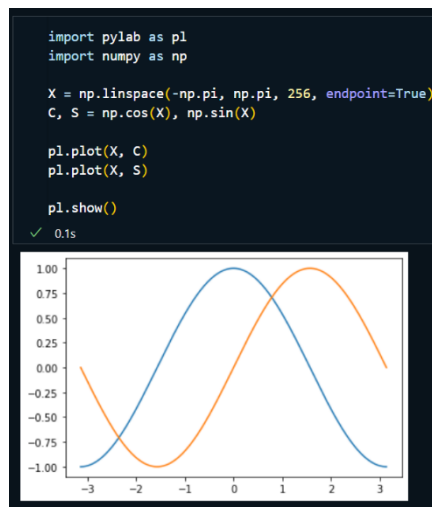 import pylab as pl
import numpy as np
X = np.linspace(-np.pi, np.pi, 256, endpoint=True)
C, S = np.cos(X), np.sin(X)
pl.plot(X, C)
pl.plot(X, S)
pl.show()
✓ 0.1s
1.00
0.75
0.50
0.25
0.00
−0.25
−0.50
−0.75
−1.00
−3 −2 −1 0 1 2 3